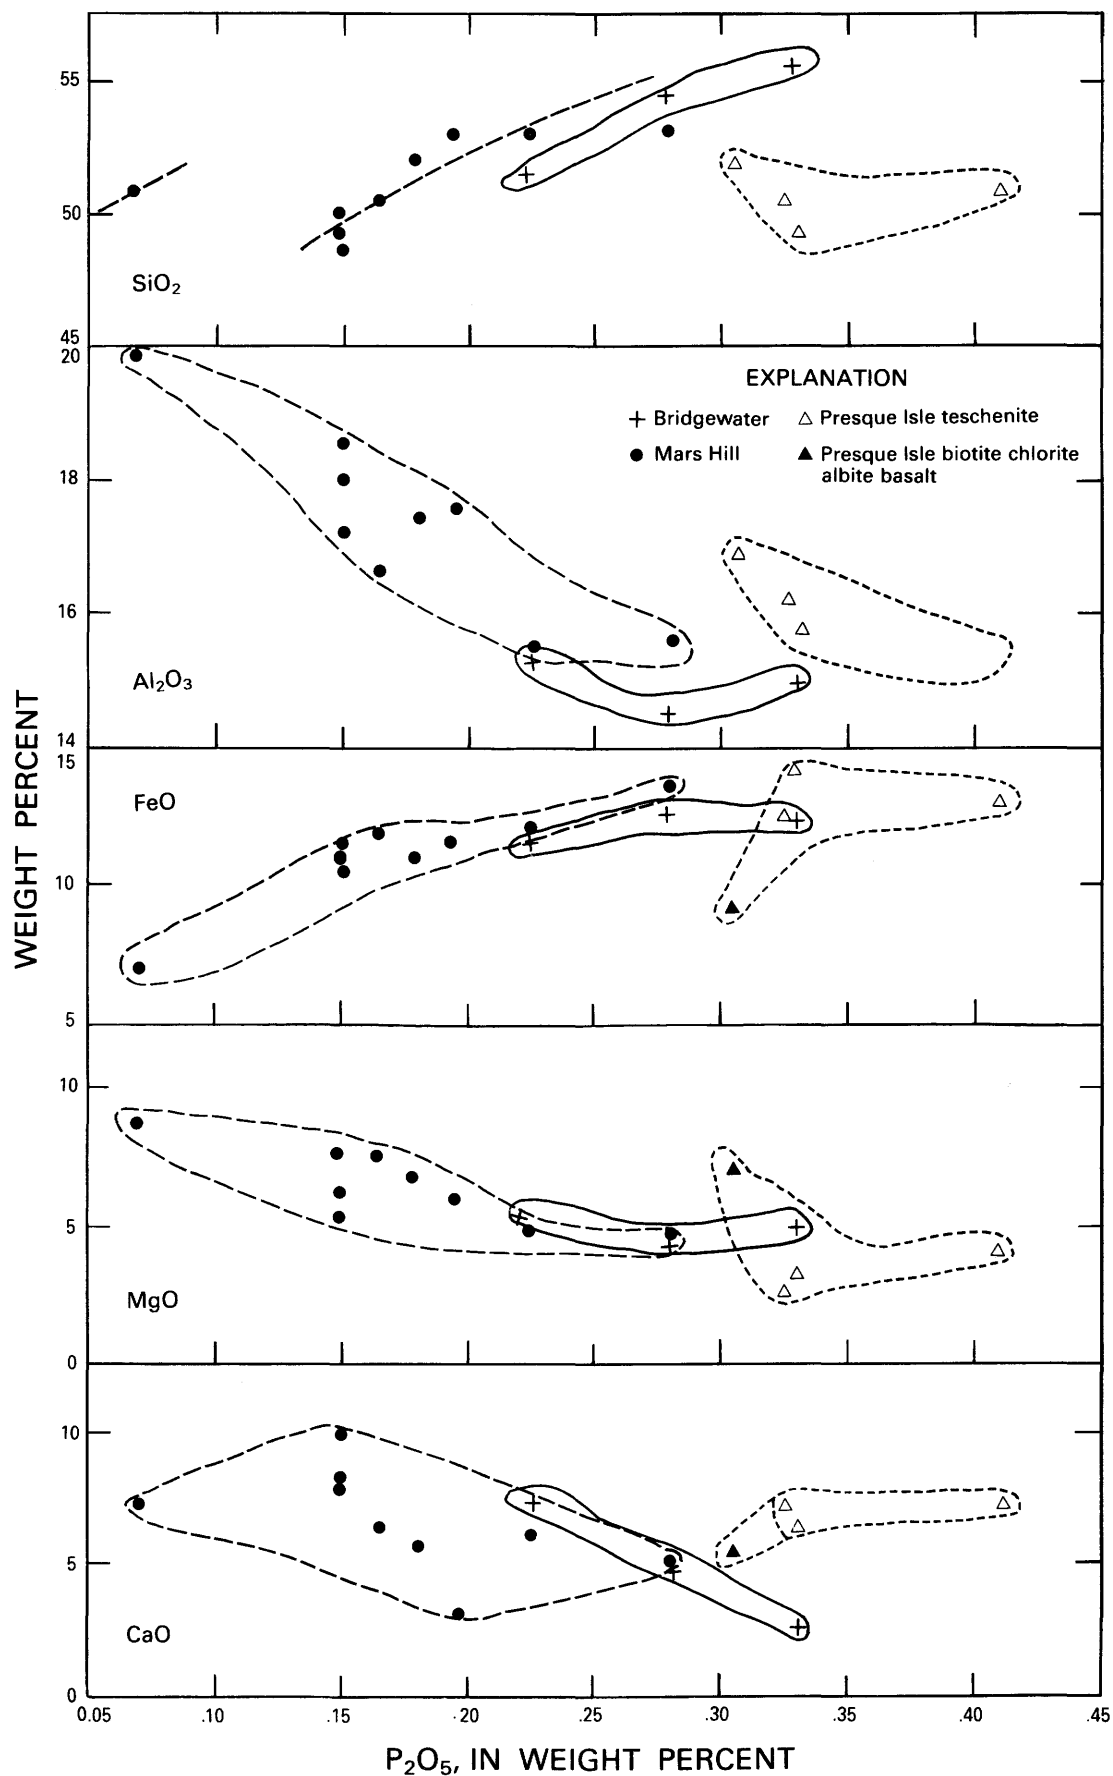 55
50
45
SiO₂
20
18
16
14
Al₂O₃
EXPLANATION
Bridgewater
Mars Hill
Presque Isle teschenite
Presque Isle biotite chlorite
albite basalt
15
10
5
FeO
10
5
0
MgO
10
5
0
CaO
WEIGHT PERCENT
0.05 .10 .15 .20 .25 .30 .35 .40 .45
P₂O₅, IN WEIGHT PERCENT